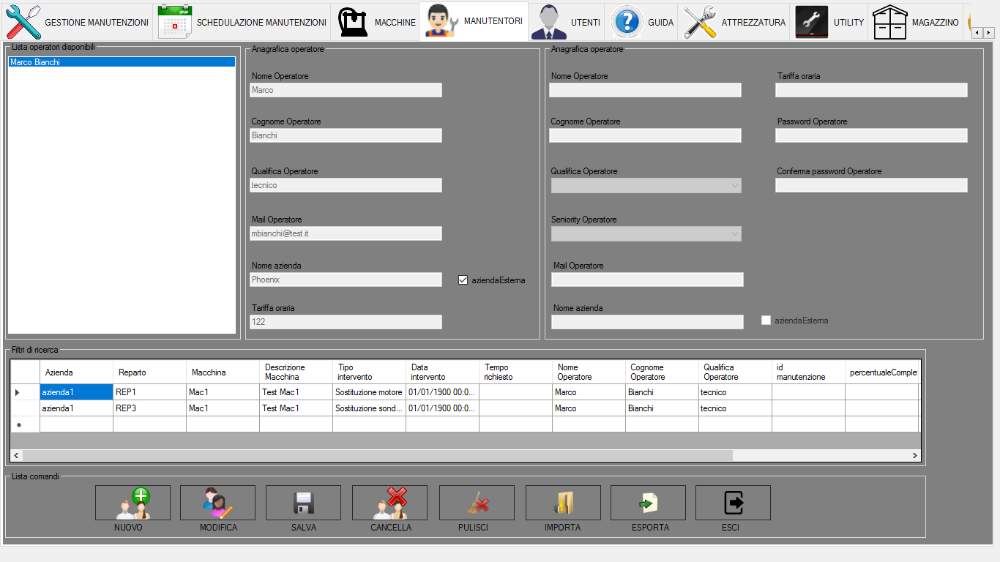 GESTIONE MANUTENZIONI
SCHEDULAZIONE MANUTENZIONI
MACCHINE
MANUTENTORI
UTENTI
GUIDA
ATTREZZATURA
UTILITY
MAGAZZINO
Lista operatori disponibili
Marco Bianchi
Anagrafica operatore
Nome Operatore
Marco
Cognome Operatore
Bianchi
Qualifica Operatore
tecnico
Mail Operatore
mbianchi@test.it
Nome azienda
Phoenix
aziendaEsterna
Tariffa oraria
122
Anagrafica operatore
Nome Operatore
Tariffa oraria
Cognome Operatore
Password Operatore
Qualifica Operatore
Conferma password Operatore
Seniority Operatore
Mail Operatore
Nome azienda
aziendaEsterna
Filtri di ricerca
Azienda Reparto Macchina Descrizione Macchina Tipo intervento Data intervento Tempo richiesto Nome Operatore Cognome Operatore Qualifica Operatore id manutenzione percentualeComplet
azienda1 REP1 Mac1 Test Mac1 Sostituzione motore 01/01/1900 00:0... Marco Bianchi tecnico
azienda1 REP3 Mac1 Test Mac1 Sostituzione sond... 01/01/1900 00:0... Marco Bianchi tecnico
Lista comandi
NUOVO
MODIFICA
SALVA
CANCELLA
PULISCI
IMPORTA
ESPORTA
ESCI